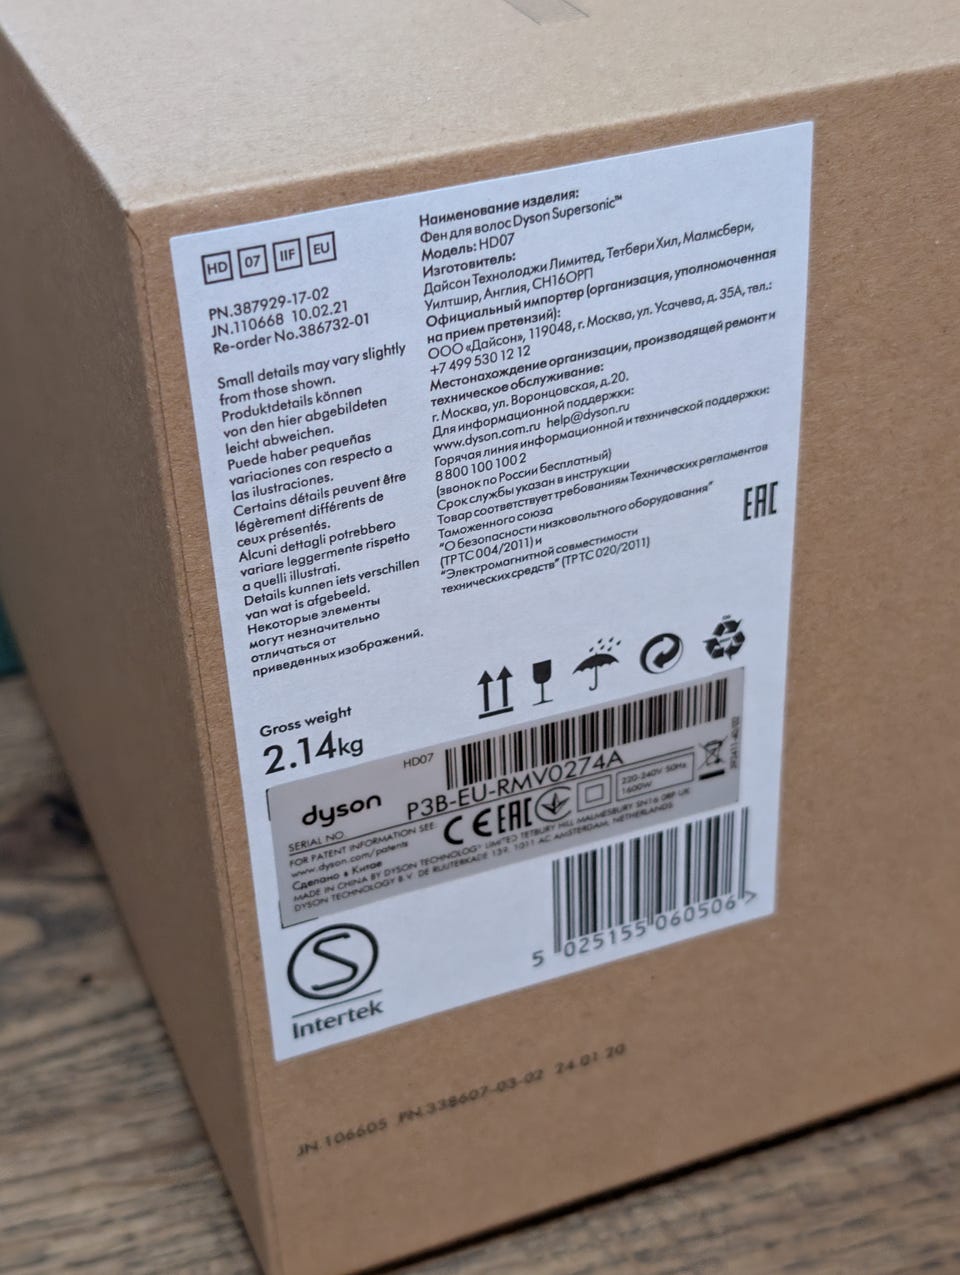 HD 07 IIF EU
PN.387929-17-02
JN.110668 10.02.21
Re-order No.386732-01
Small details may vary slightly
from those shown.
Produktdetails können
von den hier abgebildeten
leicht abweichen.
Puede haber pequeñas
variaciones con respecto a
las ilustraciones.
Certains détails peuvent être
légèrement différents de
ceux présentés.
Alcuni dettagli potrebbero
variare leggermente rispetto
a quelli illustrati.
Details kunnen iets verschillen
van wat is afgebeeld.
Некоторые элементы
могут незначительно
отличаться от
приведенных изображений.
Наименование изделия:
Фен для волос Dyson Supersonic™
Модель: HD07
Изготовитель:
Дайсон Технолоджи Лимитед, Тетбери Хил, Малмсбери,
Уилтшир, Англия, СН16ОРП
Официальный импортер (организация, уполномоченная
на прием претензий):
ООО «Дайсон», 119048, г. Москва, ул. Усачева, д. 35А, тел.:
+7 499 530 12 12
Местонахождение организации, производящей ремонт и
техническое обслуживание:
г. Москва, ул. Воронцовская, д.20.
Для информационной поддержки:
www.dyson.com.ru help@dyson.ru
Горячая линия информационной и технической поддержки:
8 800 100 100 2
(звонок по России бесплатный)
Срок службы указан в инструкции
Товар соответствует требованиям Технических регламентов
Таможенного союза
"О безопасности низковольтного оборудования"
(ТР ТС 004/2011) и
"Электромагнитной совместимости
технических средств" (ТР ТС 020/2011)
EAC
Gross weight
2.14kg
HD07
dyson
P3B-EU-RMV0274A
SERIAL NO.
FOR PATENT INFORMATION SEE:
www.dyson.com/patents
CE EAC
220-240V 50Hz
1600W
Сделано в Китае
MADE IN CHINA BY DYSON TECHNOLOGY LIMITED TETBURY HILL MALMESBURY SN16 0RP UK
DYSON TECHNOLOGY B.V. DE RUIJTERKADE 139, 1011 AC AMSTERDAM, NETHERLANDS
5 025155 060506 >
S
Intertek
JN.106605 PN.338607-03-02 24.01.20